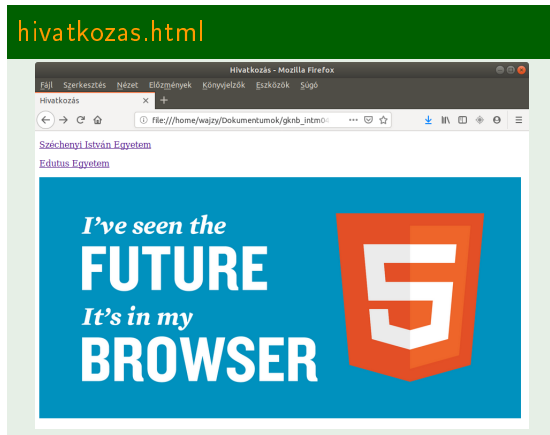 hivatkozas.html
Hivatkozás - Mozilla Firefox
Fájl Szerkesztés Nézet Előzmények Könyvjelzők Eszközök Súgó
Hivatkozás
file:///home/wajzy/Dokumentumok/gknb_intm04
Széchenyi István Egyetem
Edutus Egyetem
I've seen the
FUTURE
It's in my
BROWSER
5